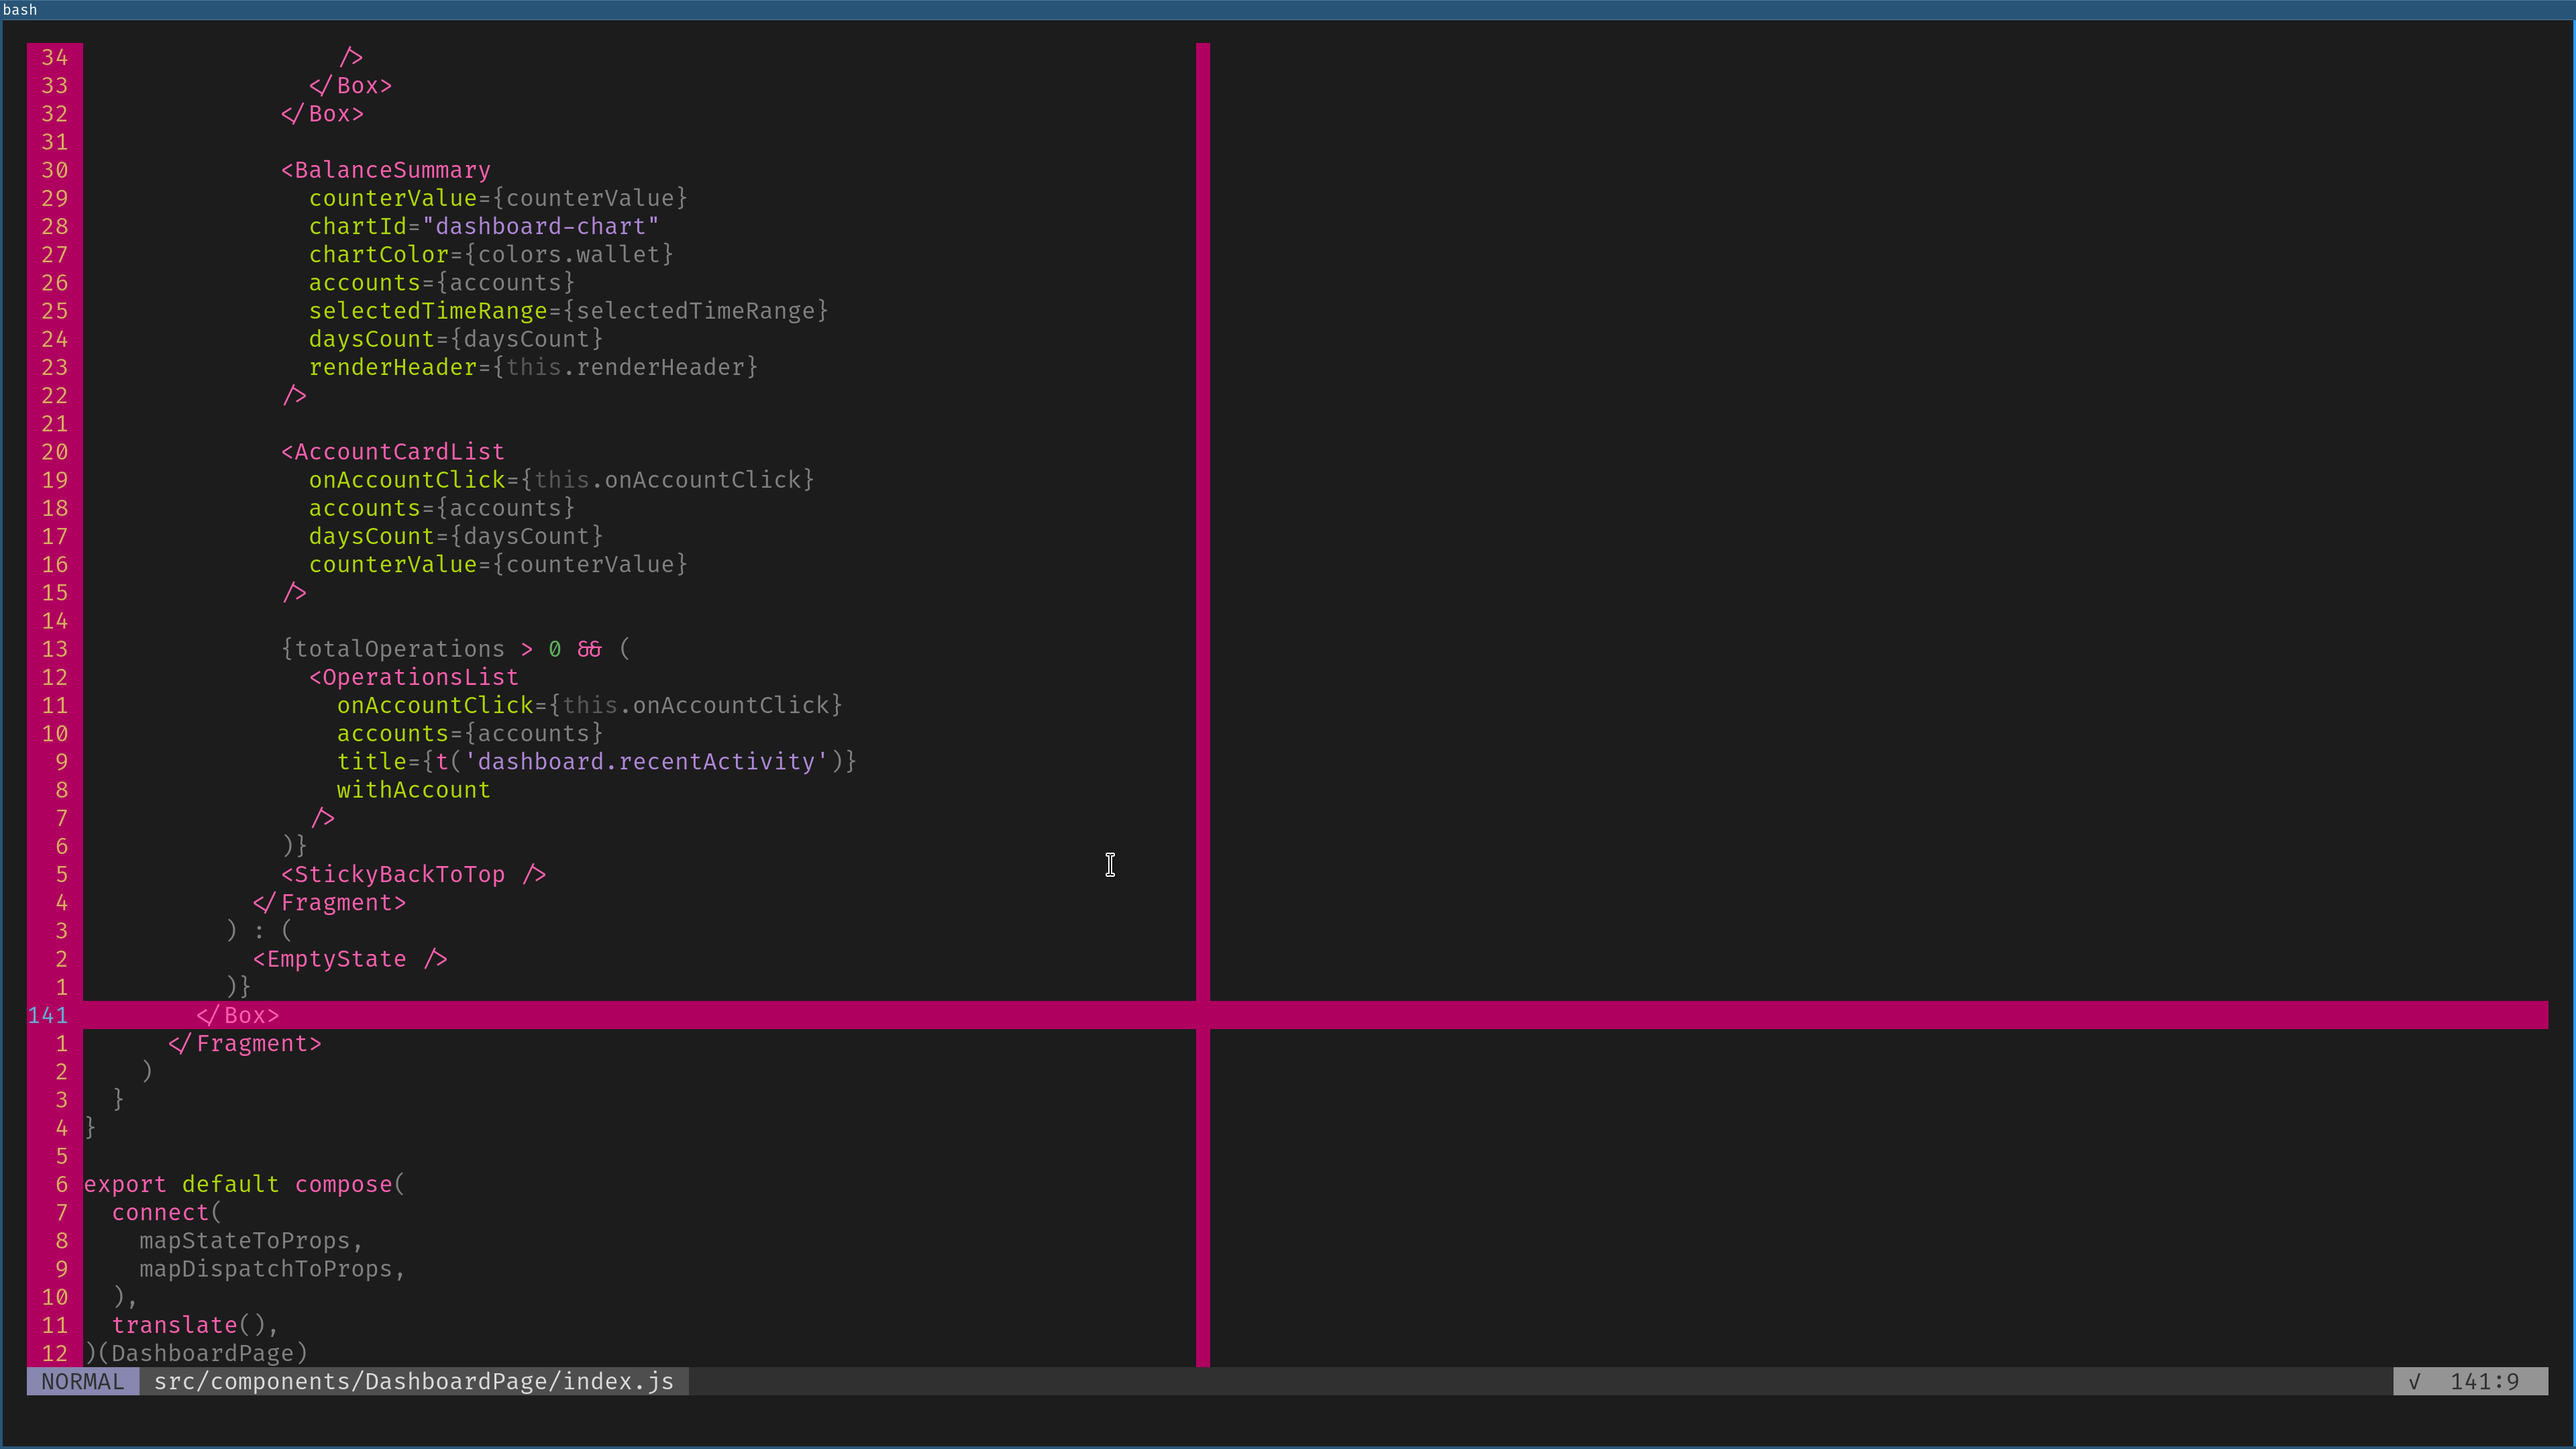 bash
34                   />
33                 </Box>
32               </Box>
31
30               <BalanceSummary
29                 counterValue={counterValue}
28                 chartId="dashboard-chart"
27                 chartColor={colors.wallet}
26                 accounts={accounts}
25                 selectedTimeRange={selectedTimeRange}
24                 daysCount={daysCount}
23                 renderHeader={this.renderHeader}
22               />
21
20               <AccountCardList
19                 onAccountClick={this.onAccountClick}
18                 accounts={accounts}
17                 daysCount={daysCount}
16                 counterValue={counterValue}
15               />
14
13               {totalOperations > 0 && (
12                 <OperationsList
11                   onAccountClick={this.onAccountClick}
10                   accounts={accounts}
9                   title={t('dashboard.recentActivity')}
8                   withAccount
7                 />
6               )}
5               <StickyBackToTop />
4             </Fragment>
3           ) : (
2             <EmptyState />
1           )}
141         </Box>
1       </Fragment>
2     )
3   }
4 }
5
6 export default compose(
7   connect(
8     mapStateToProps,
9     mapDispatchToProps,
10   ),
11   translate(),
12 )(DashboardPage)
NORMAL src/components/DashboardPage/index.js √ 141:9